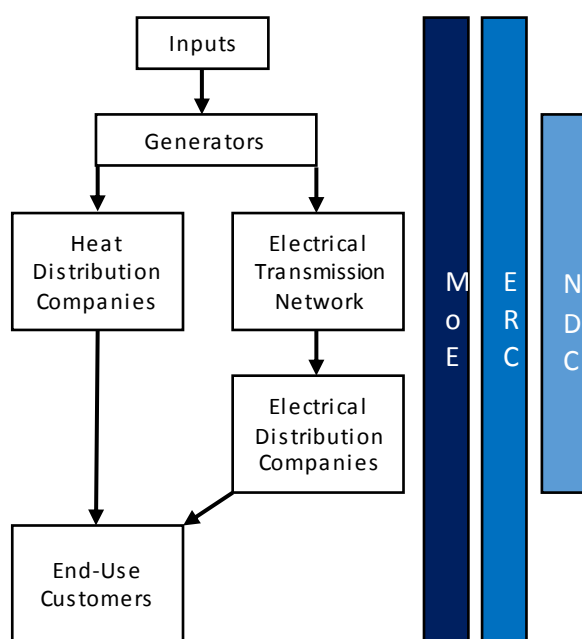 Inputs
Generators
Heat
Distribution
Companies
Electrical
Transmission
Network
Electrical
Distribution
Companies
End-Use
Customers
M
o
E
E
R
C
N
D
C